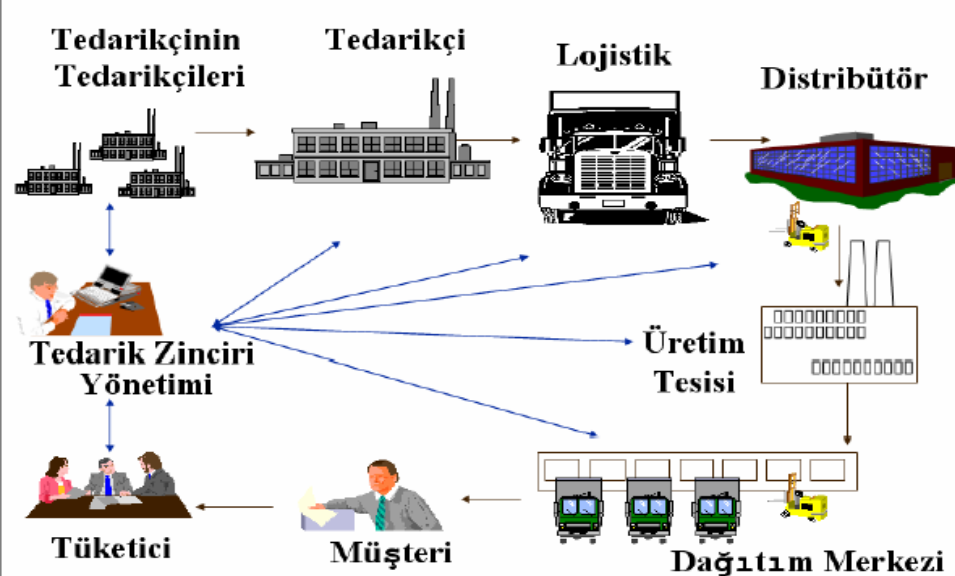 Tedarikçinin
Tedarikçileri
Tedarikçi
Lojistik
Distribütör
Tedarik Zinciri
Yönetimi
Üretim
Tesisi
Tüketici
Müşteri
Dağıtım Merkezi